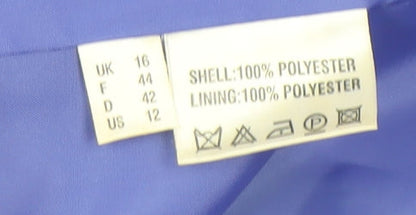 UK 16
F 44
D 42
US 12
SHELL:100% POLYESTER
LINING:100% POLYESTER